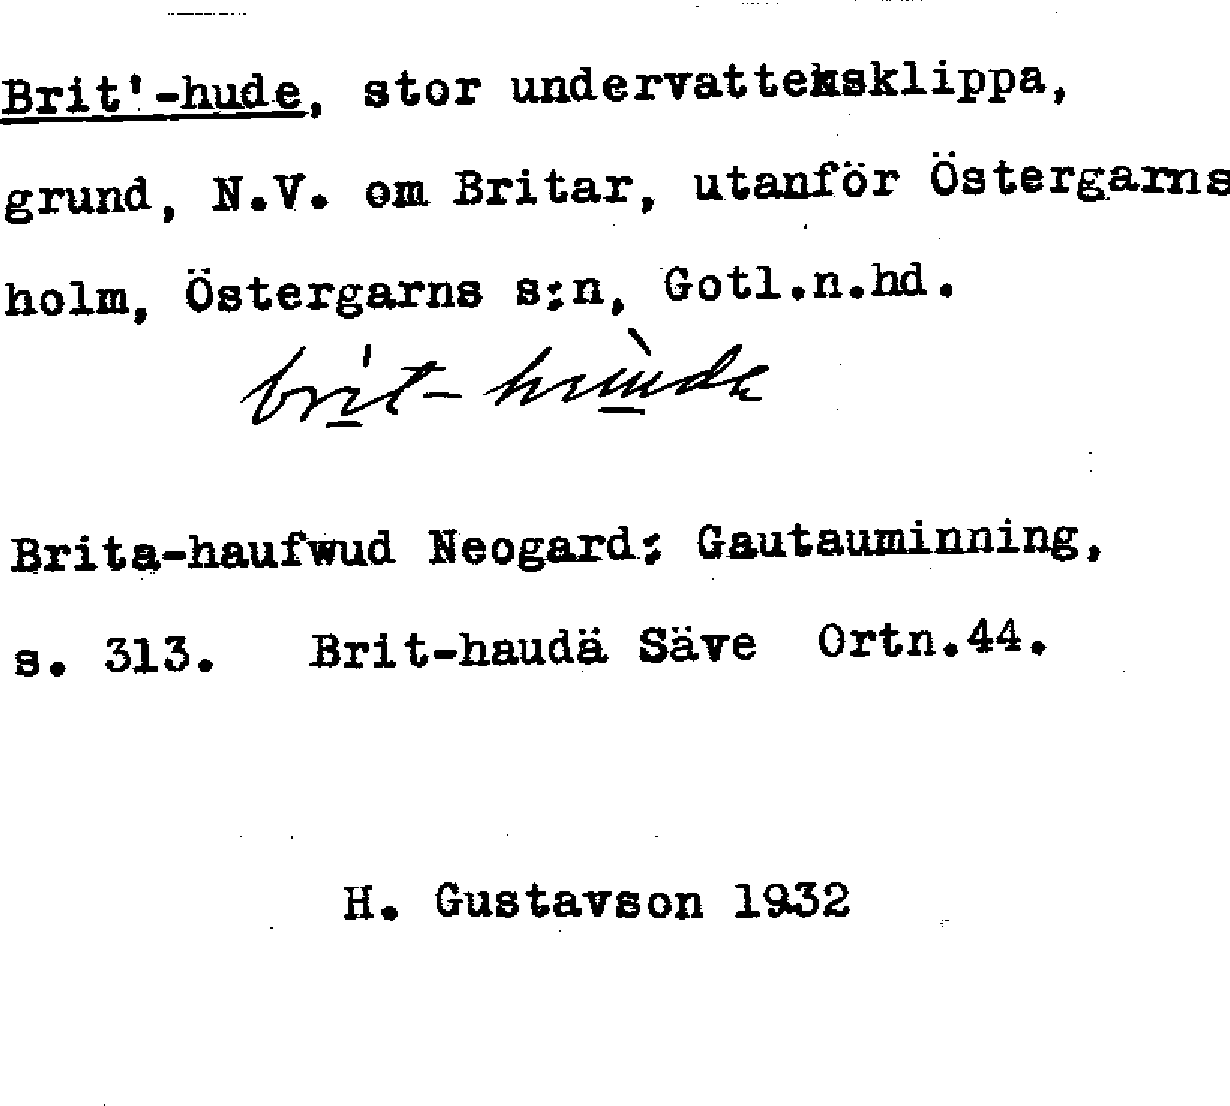 Brit'-hude, stor undervattensklippa,
grund, N.V. om Britar, utanför Östergarns
holm, Östergarns s:n, Gotl.n.hd.
Brita-haufwud Neogard: Gautauminning,
s. 313. Brit-haudä Säve Ortn.44.
H. Gustavson 1932